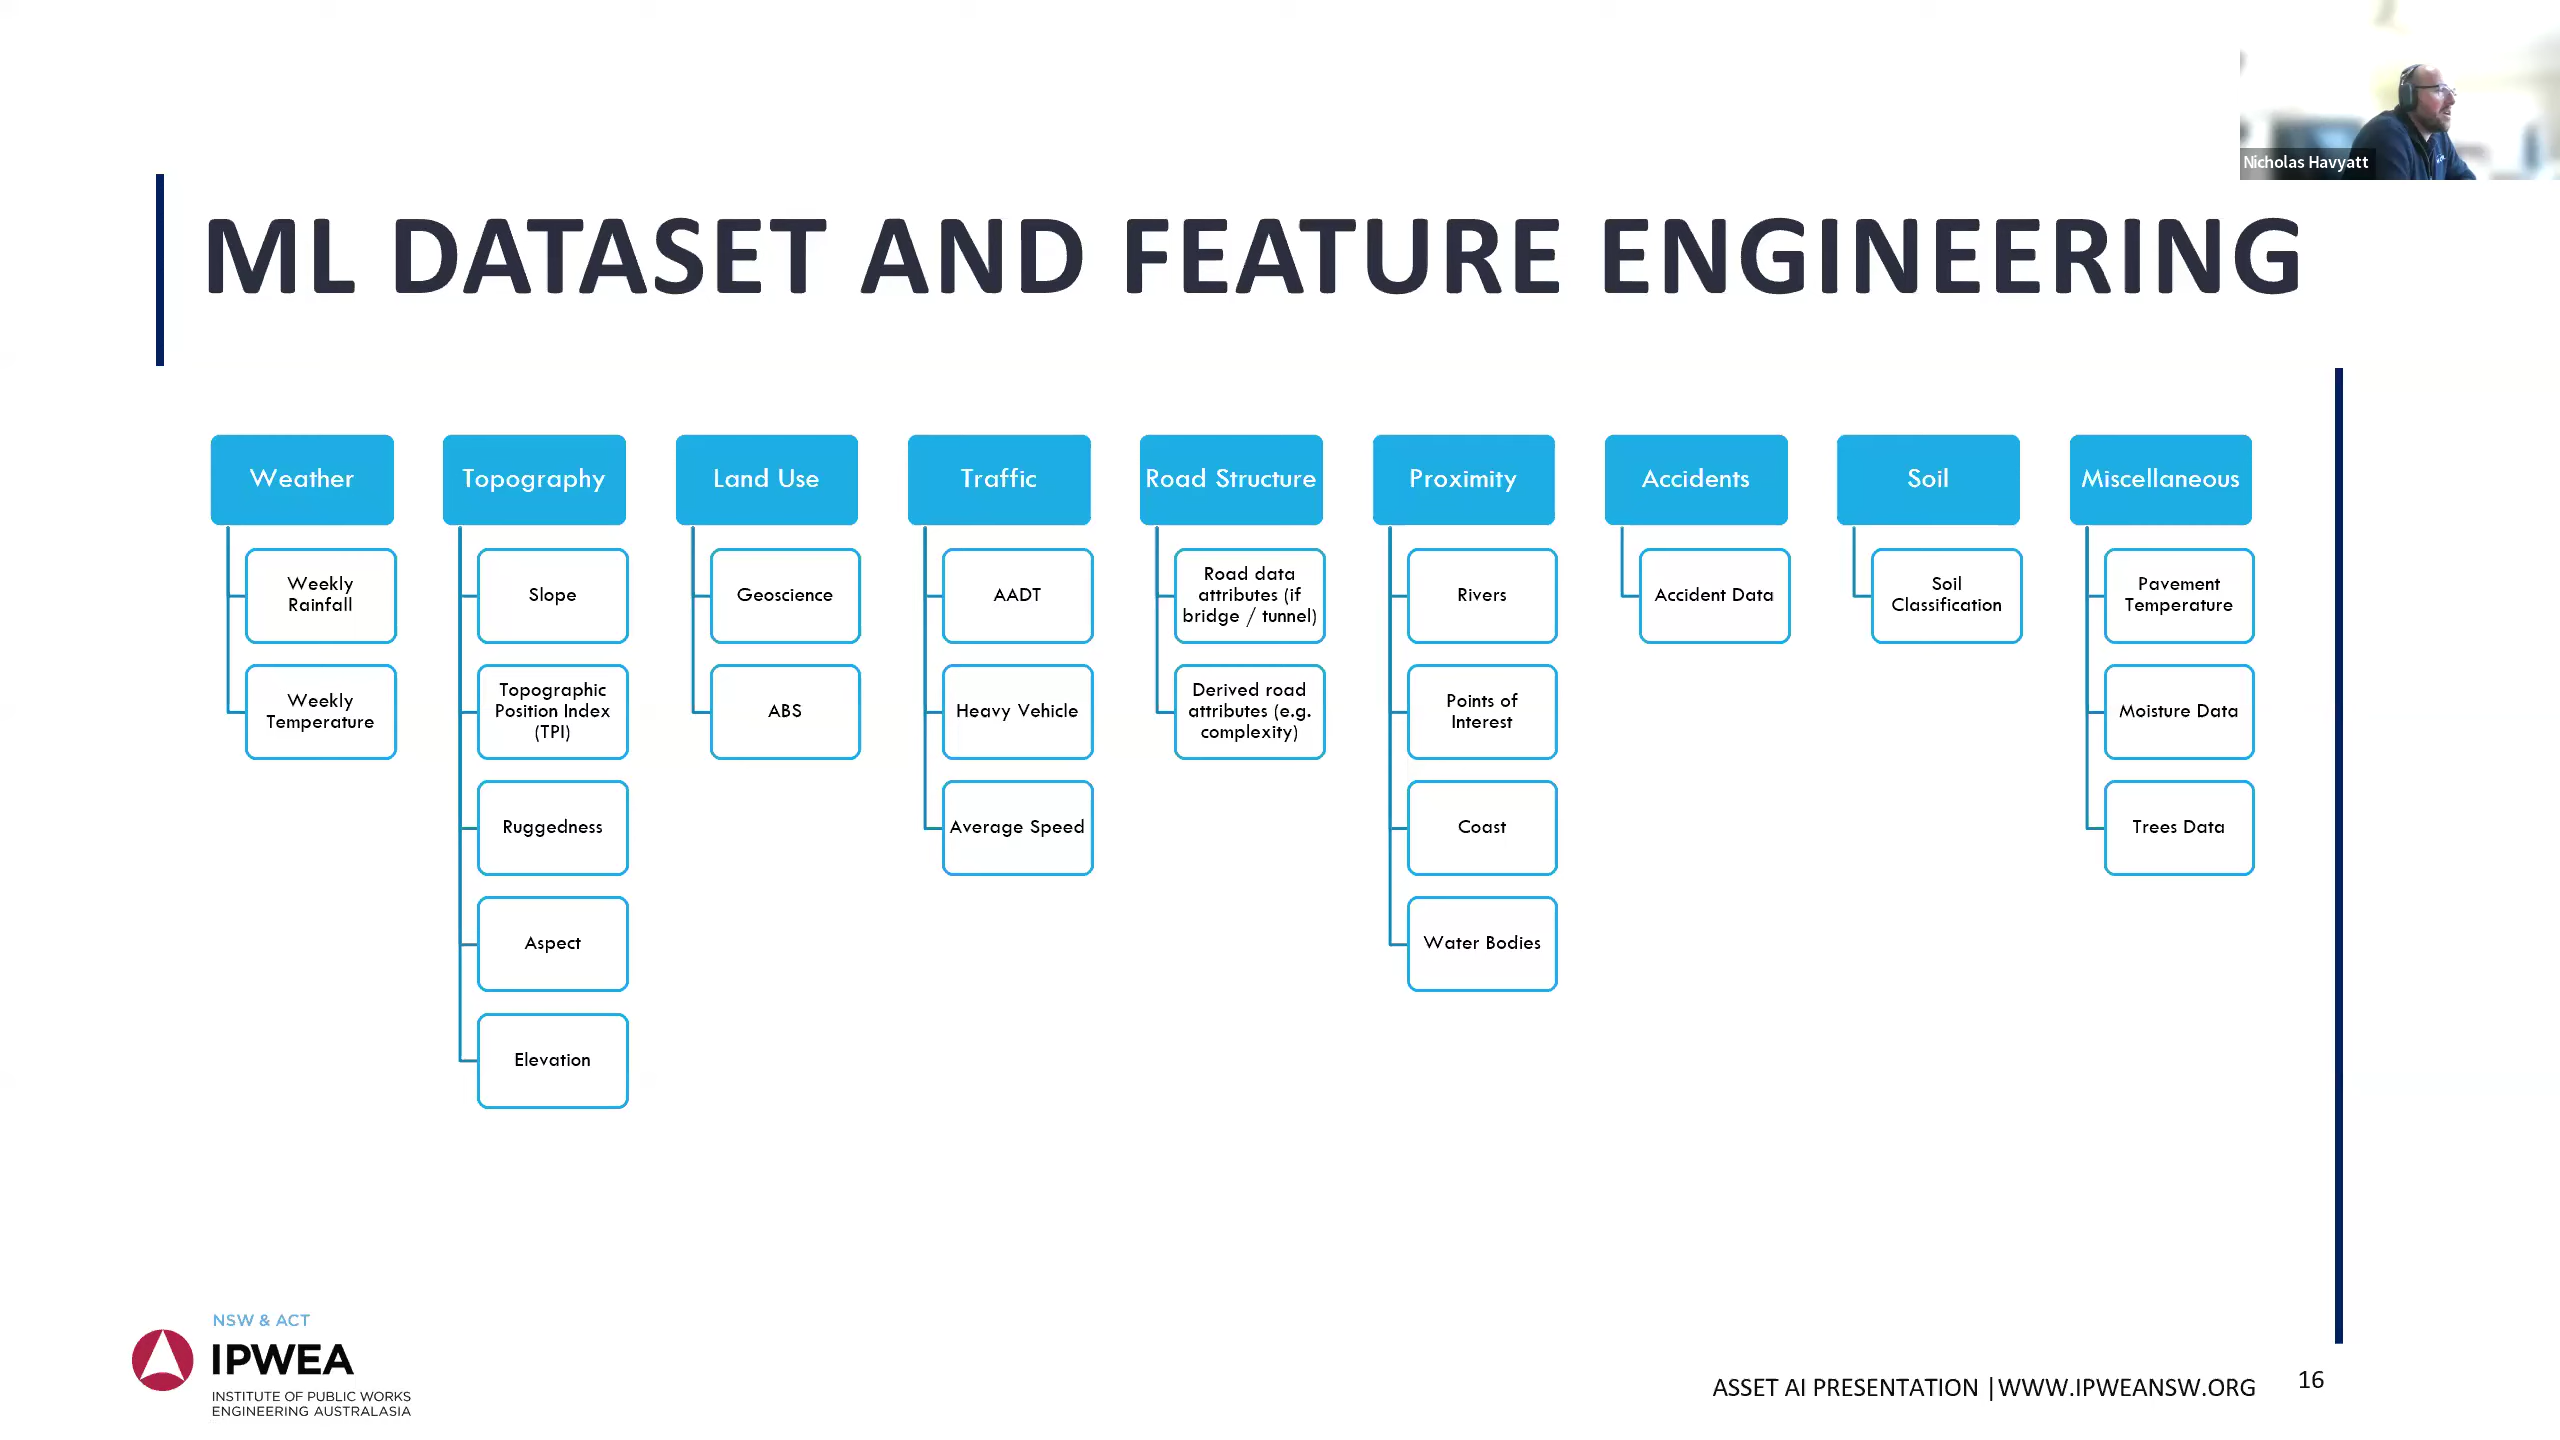 Nicholas Havyatt
ML DATASET AND FEATURE ENGINEERING
Weather
Weekly
Rainfall
Weekly
Temperature
Topography
Slope
Topographic
Position Index
(TPI)
Ruggedness
Aspect
Elevation
Land Use
Geoscience
ABS
Traffic
AADT
Heavy Vehicle
Average Speed
Road Structure
Road data
attributes (if
bridge / tunnel)
Derived road
attributes (e.g.
complexity)
Proximity
Rivers
Points of
Interest
Coast
Water Bodies
Accidents
Accident Data
Soil
Soil
Classification
Miscellaneous
Pavement
Temperature
Moisture Data
Trees Data
NSW & ACT
IPWEA
INSTITUTE OF PUBLIC WORKS
ENGINEERING AUSTRALASIA
ASSET AI PRESENTATION |WWW.IPWEANSW.ORG
16